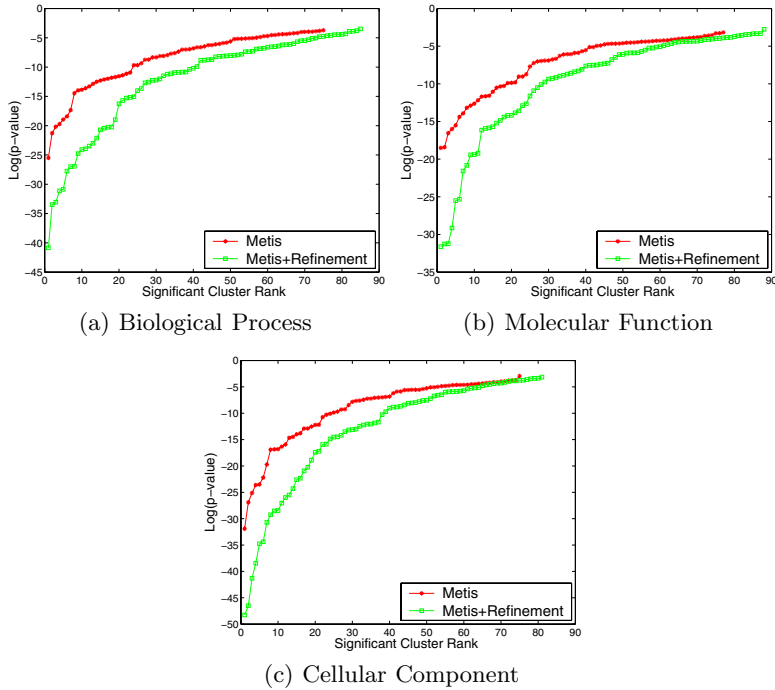 0
−5
−10
−15
−20
−25
−30
−35
−40
−45
Log(p-value)
0 10 20 30 40 50 60 70 80 90
Significant Cluster Rank
Metis
Metis+Refinement
(a) Biological Process
0
−5
−10
−15
−20
−25
−30
−35
Log(p-value)
0 10 20 30 40 50 60 70 80 90
Significant Cluster Rank
Metis
Metis+Refinement
(b) Molecular Function
0
−5
−10
−15
−20
−25
−30
−35
−40
−45
−50
Log(p-value)
0 10 20 30 40 50 60 70 80 90
Significant Cluster Rank
Metis
Metis+Refinement
(c) Cellular Component